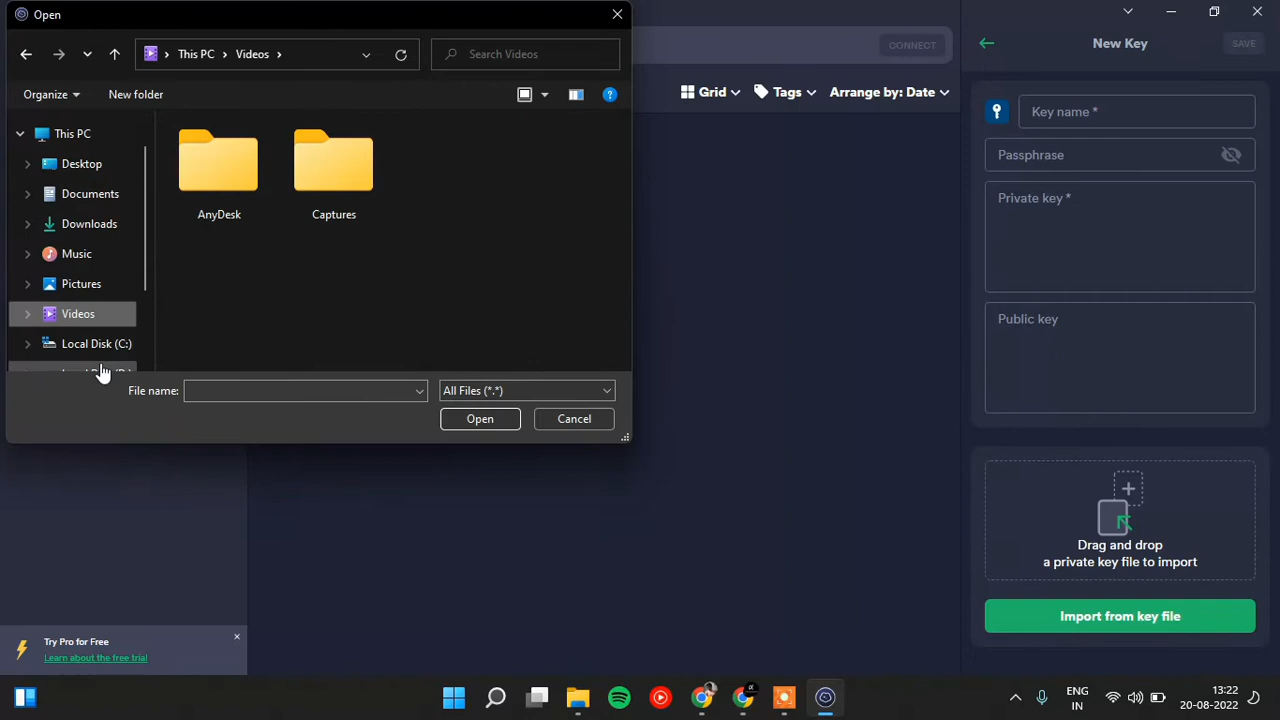 Open
This PC
Videos
Search Videos
CONNECT
New Key
SAVE
Organize
New folder
Grid
Tags
Arrange by: Date
This PC
Desktop
Documents
Downloads
Music
Pictures
Videos
Local Disk (C:)
AnyDesk
Captures
File name:
All Files (*.*)
Open
Cancel
Key name *
Passphrase
Private key *
Public key
Drag and drop
a private key file to import
Import from key file
Try Pro for Free
Learn about the free trial
ENG
IN
13:22
20-08-2022